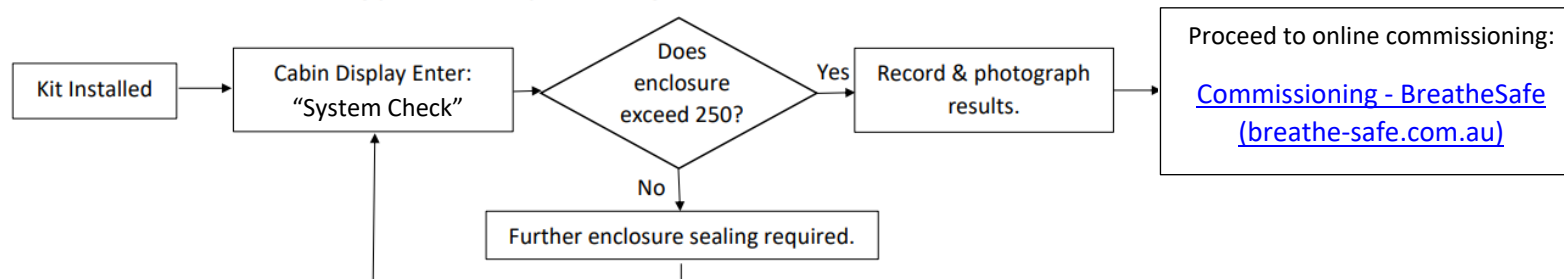 Kit Installed
Cabin Display Enter:
“System Check”
Does
enclosure
exceed 250?
Yes
Record & photograph
results.
Proceed to online commissioning:
Commissioning - BreatheSafe
(breathe-safe.com.au)
No
Further enclosure sealing required.